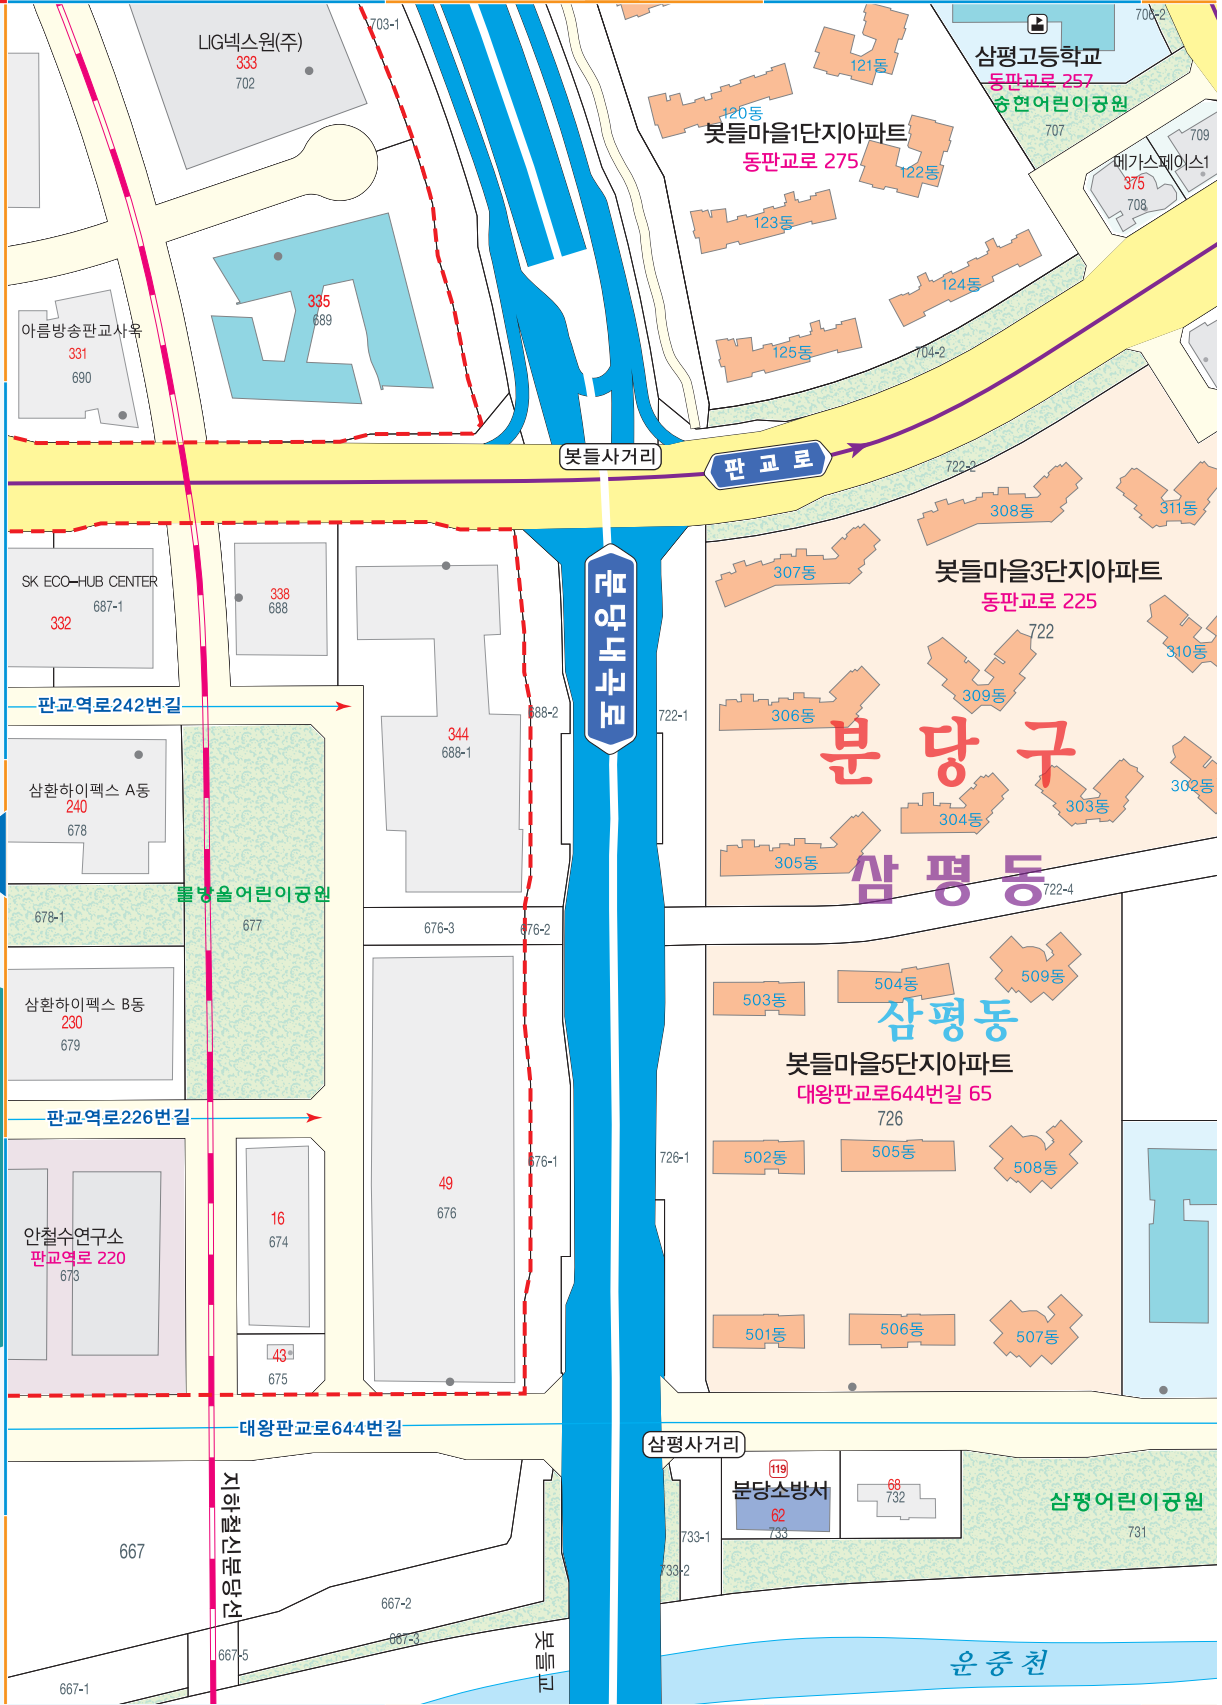 703-1
LIG넥스원(주)
333
702
121동
120동
봇들마을1단지아파트
동판교로 275
122동
123동
124동
125동
삼평고등학교
동판교로 257
송현어린이공원
707
706-2
709
메가스페이스1
375
708
335
689
아름방송판교사옥
331
690
704-2
봇들사거리
판교로
722-2
308동
311동
307동
봇들마을3단지아파트
동판교로 225
722
310동
309동
306동
SK ECO-HUB CENTER
687-1
332
338
688
분당내곡로
판교역로242번길
344
688-1
688-2
722-1
분당구
302동
303동
304동
305동
삼평동
722-4
삼환하이펙스 A동
240
678
물방울어린이공원
678-1
677
676-3
676-2
삼환하이펙스 B동
230
679
503동
504동
509동
삼평동
봇들마을5단지아파트
대왕판교로644번길 65
726
판교역로226번길
502동
505동
508동
676-1
726-1
49
676
16
674
안철수연구소
판교역로 220
673
501동
506동
507동
43
675
대왕판교로644번길
삼평사거리
119
분당소방서
62
733
68
732
삼평어린이공원
731
733-1
733-2
지하철신분당선
667
667-2
667-3
667-5
667-1
봇들교
운중천